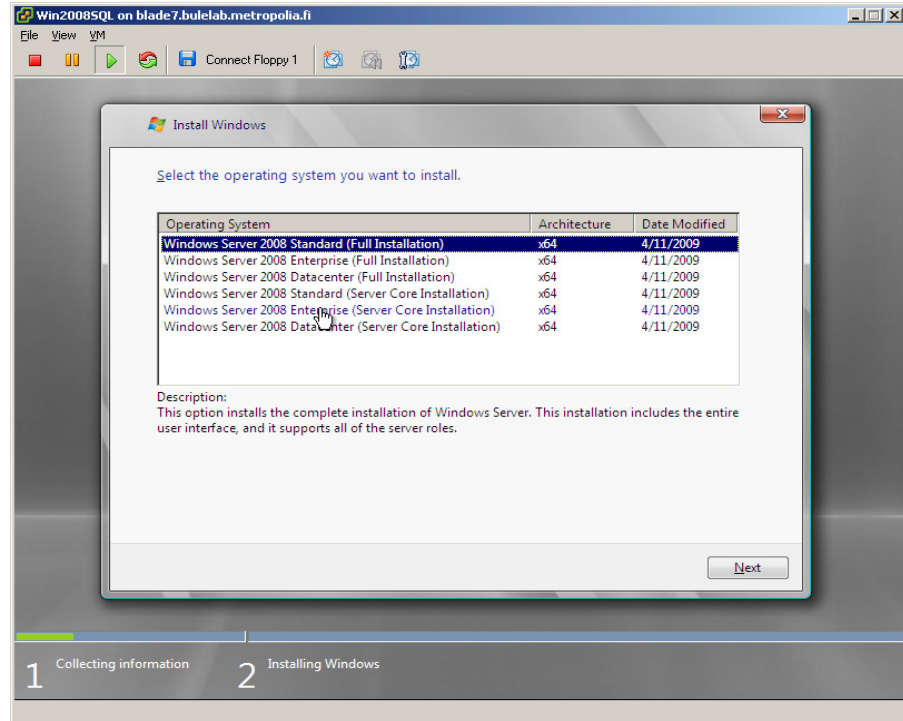 Win2008SQL on blade7.bulelab.metropolia.fi
File View VM
Connect Floppy 1
Install Windows
Select the operating system you want to install.
Operating System Architecture Date Modified
Windows Server 2008 Standard (Full Installation) x64 4/11/2009
Windows Server 2008 Enterprise (Full Installation) x64 4/11/2009
Windows Server 2008 Datacenter (Full Installation) x64 4/11/2009
Windows Server 2008 Standard (Server Core Installation) x64 4/11/2009
Windows Server 2008 Enterprise (Server Core Installation) x64 4/11/2009
Windows Server 2008 Datacenter (Server Core Installation) x64 4/11/2009
Description:
This option installs the complete installation of Windows Server. This installation includes the entire
user interface, and it supports all of the server roles.
Next
1 Collecting information 2 Installing Windows